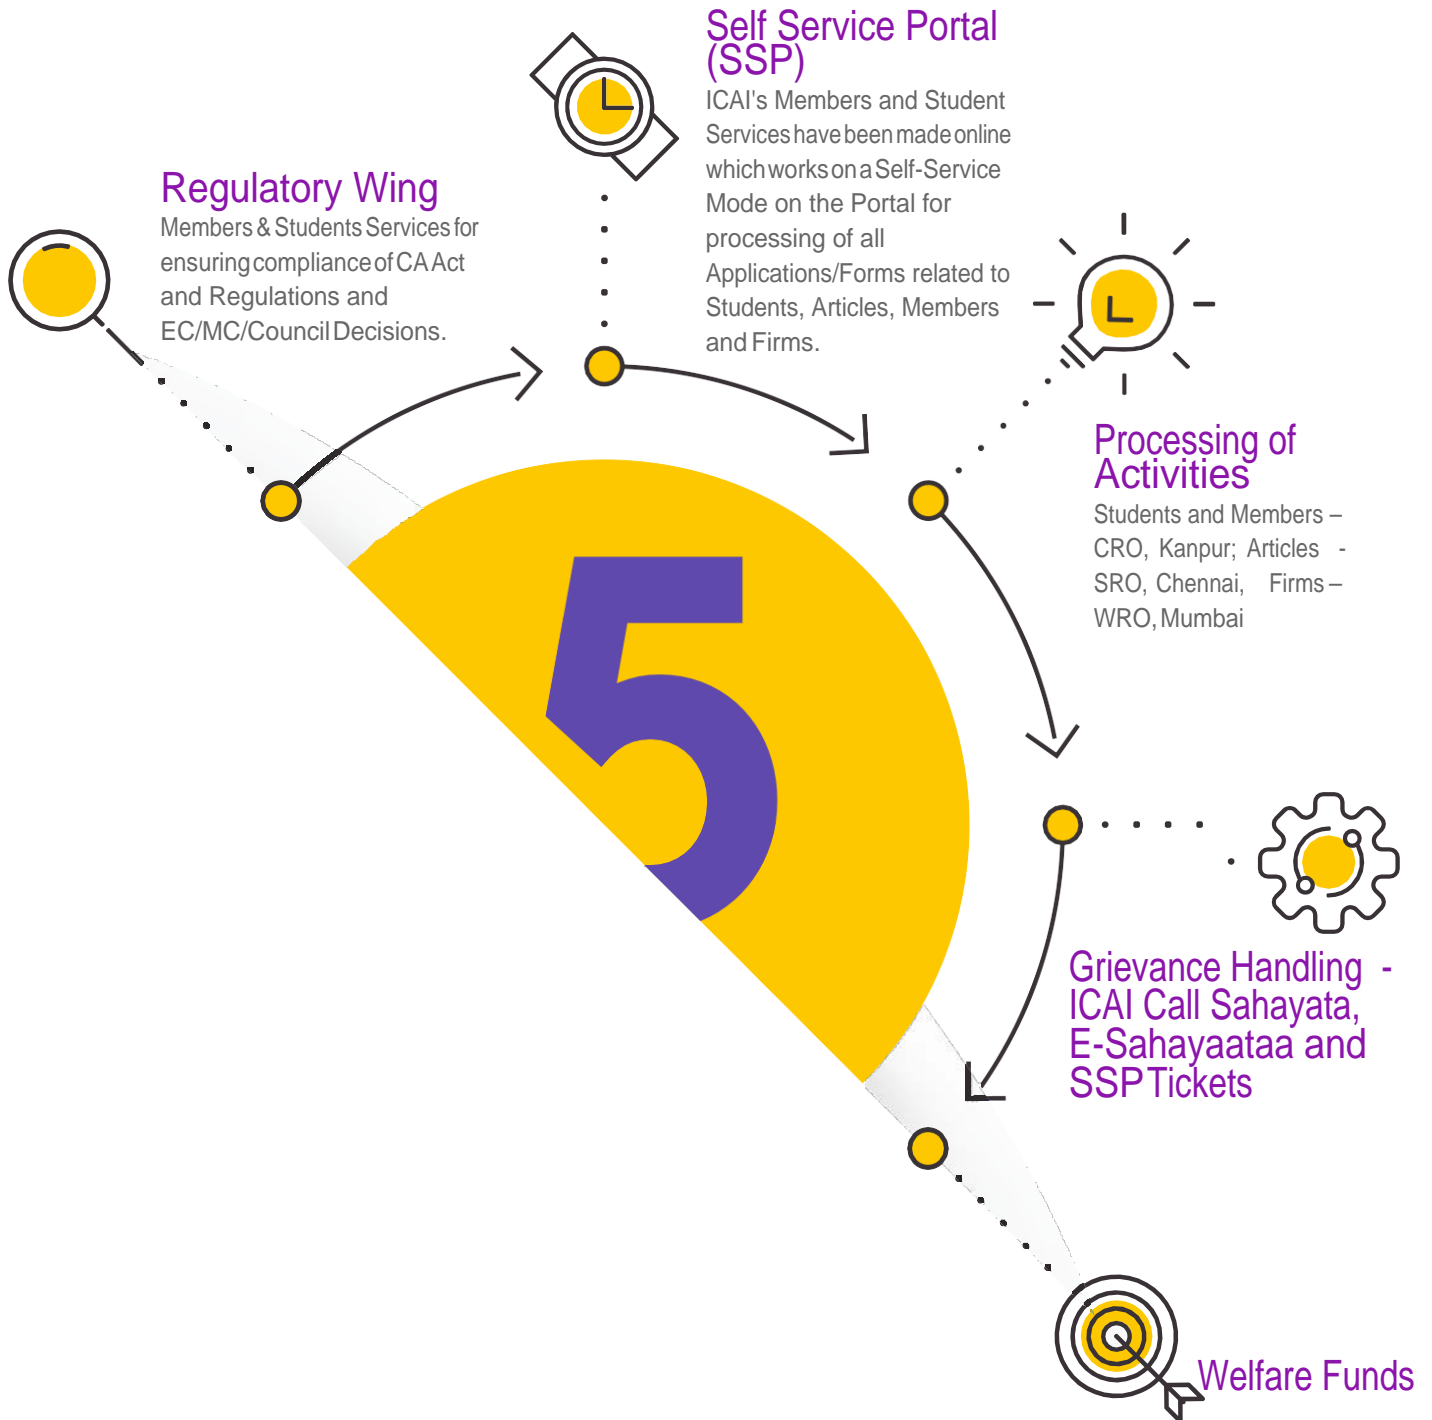 Self Service Portal
(SSP)
ICAI's Members and Student
Services have been made online
which works on a Self-Service
Mode on the Portal for
processing of all
Applications/Forms related to
Students, Articles, Members
and Firms.
Regulatory Wing
Members & Students Services for
ensuring compliance of CA Act
and Regulations and
EC/MC/Council Decisions.
Processing of
Activities
Students and Members –
CRO, Kanpur; Articles -
SRO, Chennai, Firms –
WRO, Mumbai
5
Grievance Handling -
ICAI Call Sahayata,
E-Sahayaataa and
SSP Tickets
Welfare Funds